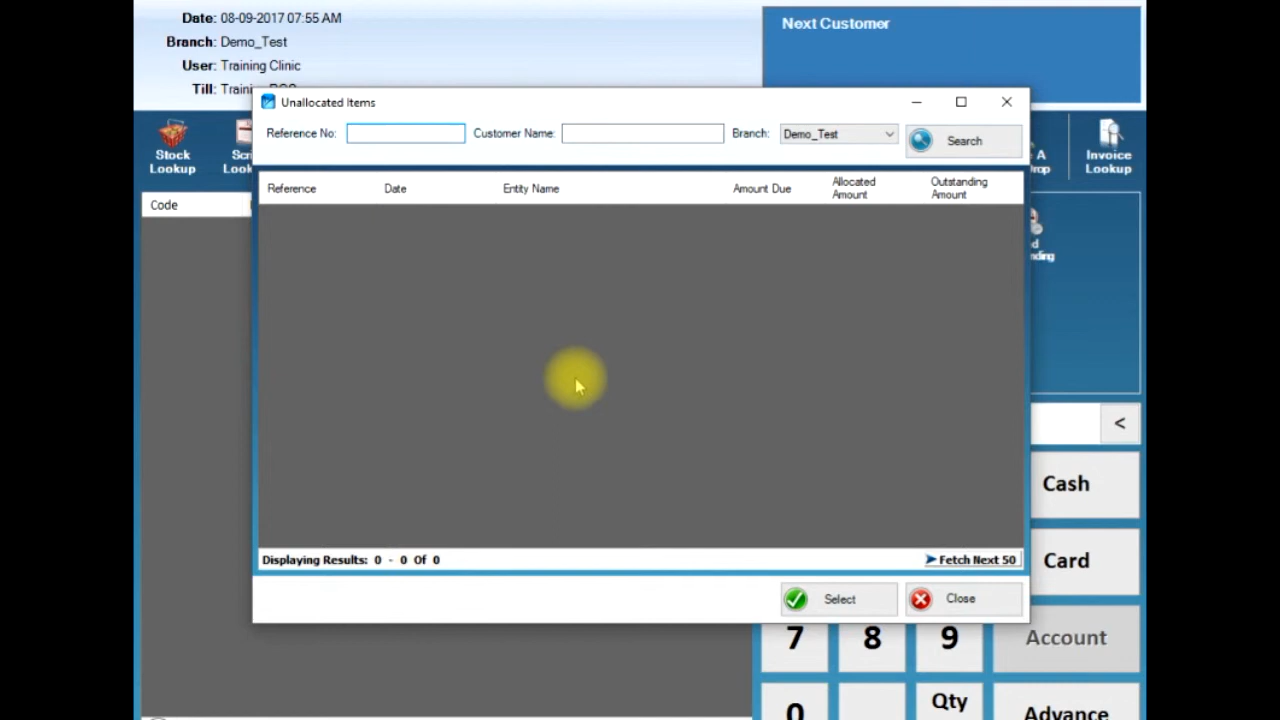 Date: 08-09-2017 07:55 AM
Branch: Demo_Test
User: Training Clinic
Till:
Next Customer
Unallocated Items
Reference No:
Customer Name:
Branch: Demo_Test
Search
Stock
Lookup
A
Invoice
Lookup
Reference Date Entity Name Amount Due Allocated Amount Outstanding Amount
Code
Displaying Results: 0 - 0 Of 0
Fetch Next 50
Select
Close
<
Cash
Card
7 8 9 Account
0 Qty Advance